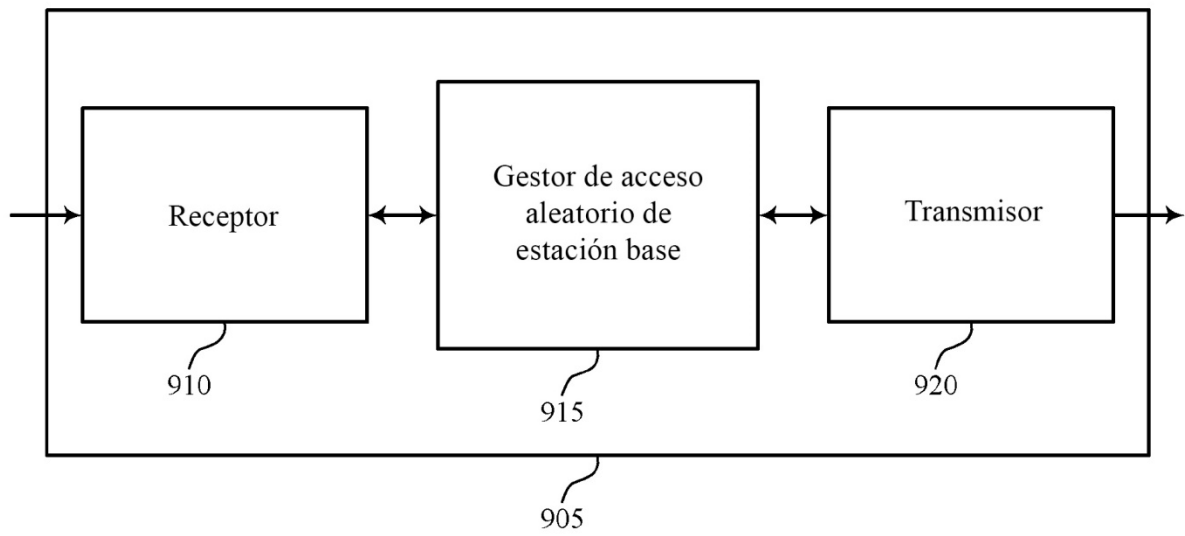 Receptor
Gestor de acceso
aleatorio de
estación base
Transmisor
910
915
920
905